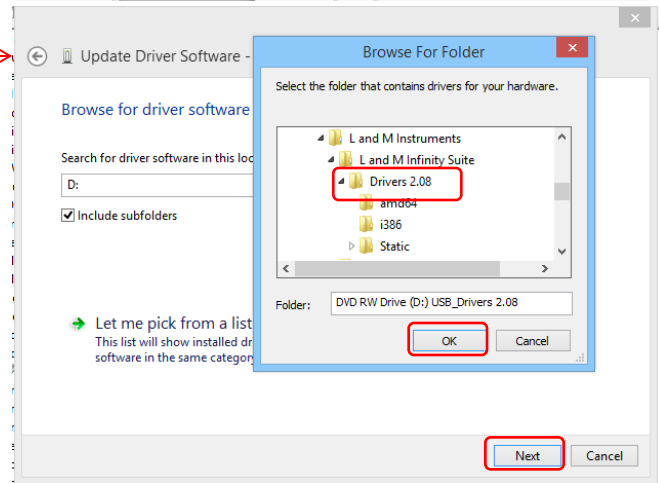 Update Driver Software -
Browse For Folder
Select the folder that contains drivers for your hardware.
Browse for driver software
Search for driver software in this loc
D:
Include subfolders
L and M Instruments
L and M Infinity Suite
Drivers 2.08
amd64
i386
Static
Folder: DVD RW Drive (D:) USB_Drivers 2.08
OK Cancel
Let me pick from a list
This list will show installed dr
software in the same category
Next Cancel